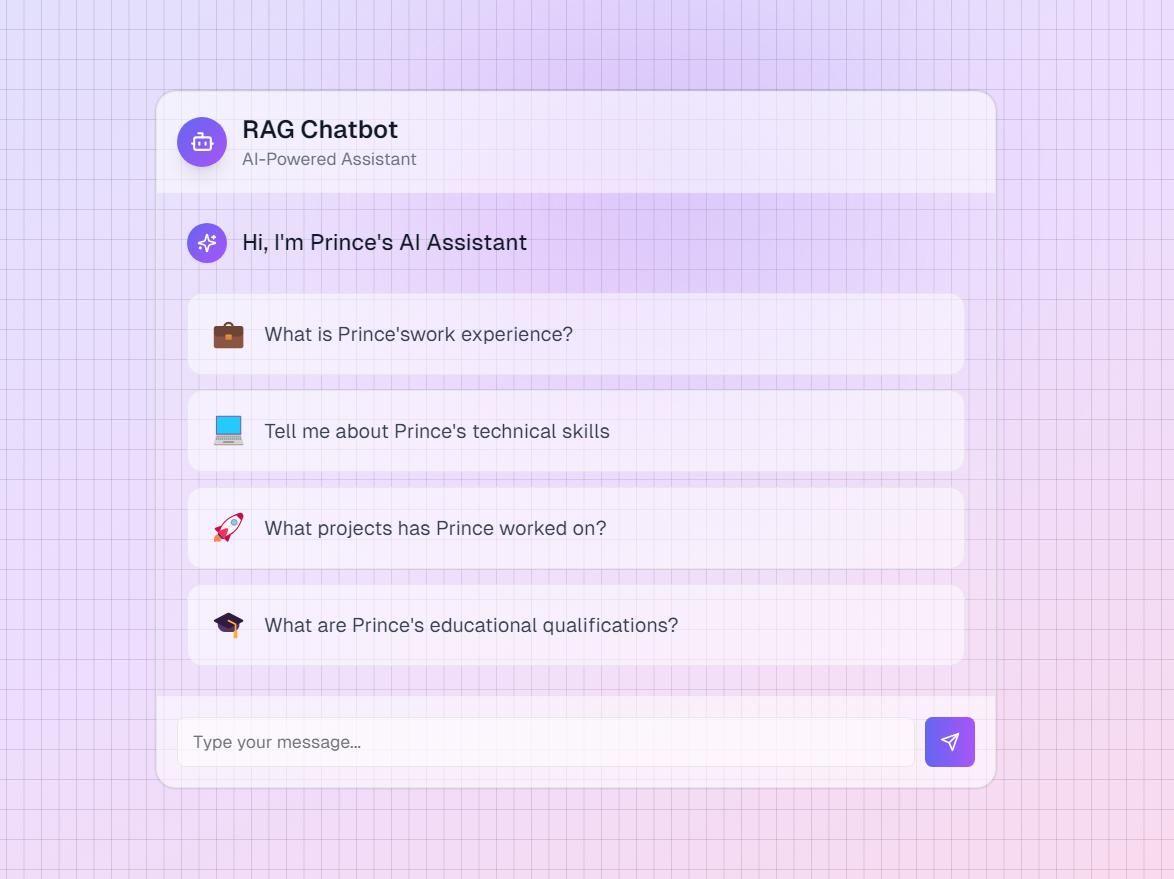 RAG Chatbot
AI-Powered Assistant
Hi, I'm Prince's AI Assistant
What is Prince'swork experience?
Tell me about Prince's technical skills
What projects has Prince worked on?
What are Prince's educational qualifications?
Type your message...